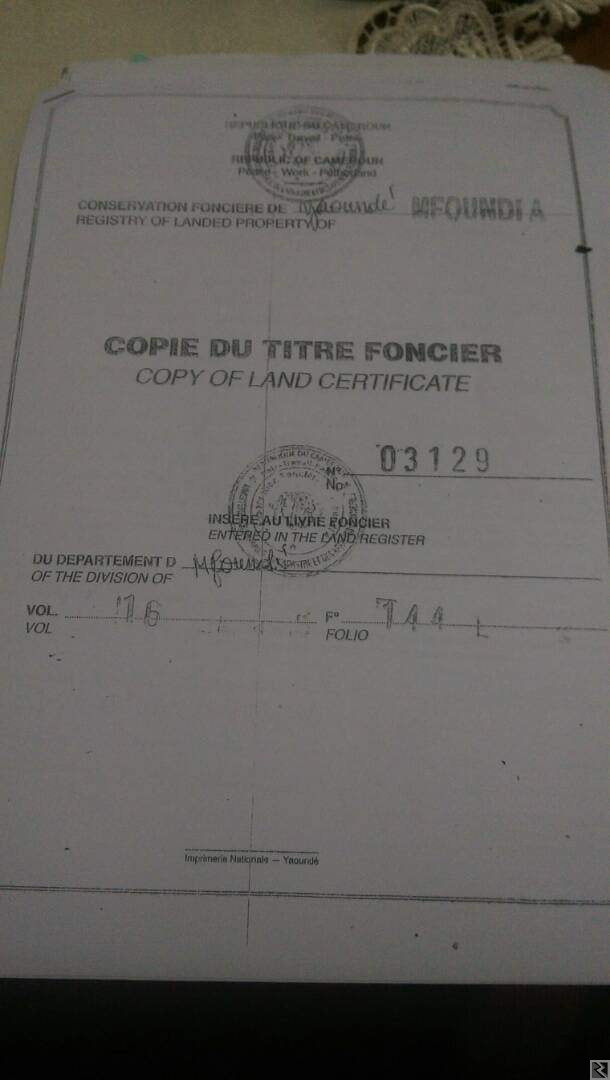 REPUBLIQUE DU CAMEROUN
Paix - Travail - Patrie
REPUBLIC OF CAMEROUN
Peace - Work - Fatherland
CONSERVATION FONCIERE DE Yaoundé MFOUNDI A
REGISTRY OF LANDED PROPERTY OF
COPIE DU TITRE FONCIER
COPY OF LAND CERTIFICATE
N° 03129
No.
INSERE AU LIVRE FONCIER
ENTERED IN THE LAND REGISTER
DU DEPARTEMENT D Mfoundi
OF THE DIVISION OF
VOL. 16 F° 144
VOL FOLIO
Imprimerie Nationale — Yaoundé